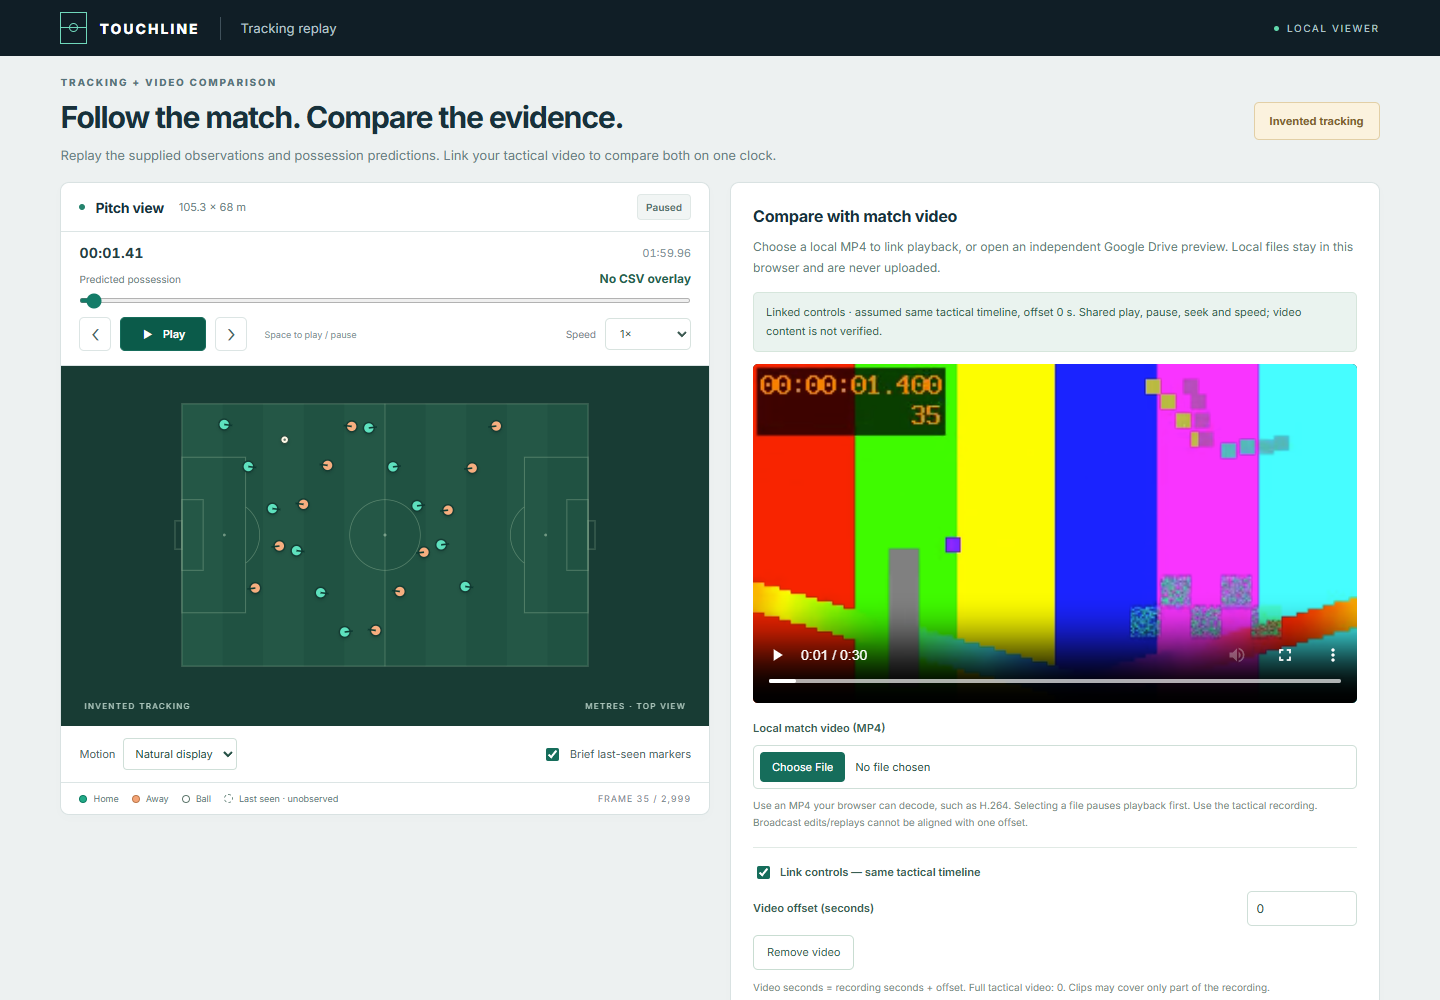 TOUCHLINE
Tracking replay
LOCAL VIEWER
TRACKING + VIDEO COMPARISON
Follow the match. Compare the evidence.
Invented tracking
Replay the supplied observations and possession predictions. Link your tactical video to compare both on one clock.
Pitch view
105.3 × 68 m
Paused
00:01.41
01:59.96
Predicted possession
No CSV overlay
Play
Space to play / pause
Speed
1×
INVENTED TRACKING
METRES · TOP VIEW
Motion
Natural display
Brief last-seen markers
Home
Away
Ball
Last seen · unobserved
FRAME 35 / 2,999
Compare with match video
Choose a local MP4 to link playback, or open an independent Google Drive preview. Local files stay in this
browser and are never uploaded.
Linked controls · assumed same tactical timeline, offset 0 s. Shared play, pause, seek and speed; video
content is not verified.
00:00:01.400
35
0:01 / 0:30
Local match video (MP4)
Choose File
No file chosen
Use an MP4 your browser can decode, such as H.264. Selecting a file pauses playback first. Use the tactical recording.
Broadcast edits/replays cannot be aligned with one offset.
Link controls — same tactical timeline
Video offset (seconds)
0
Remove video
Video seconds = recording seconds + offset. Full tactical video: 0. Clips may cover only part of the recording.